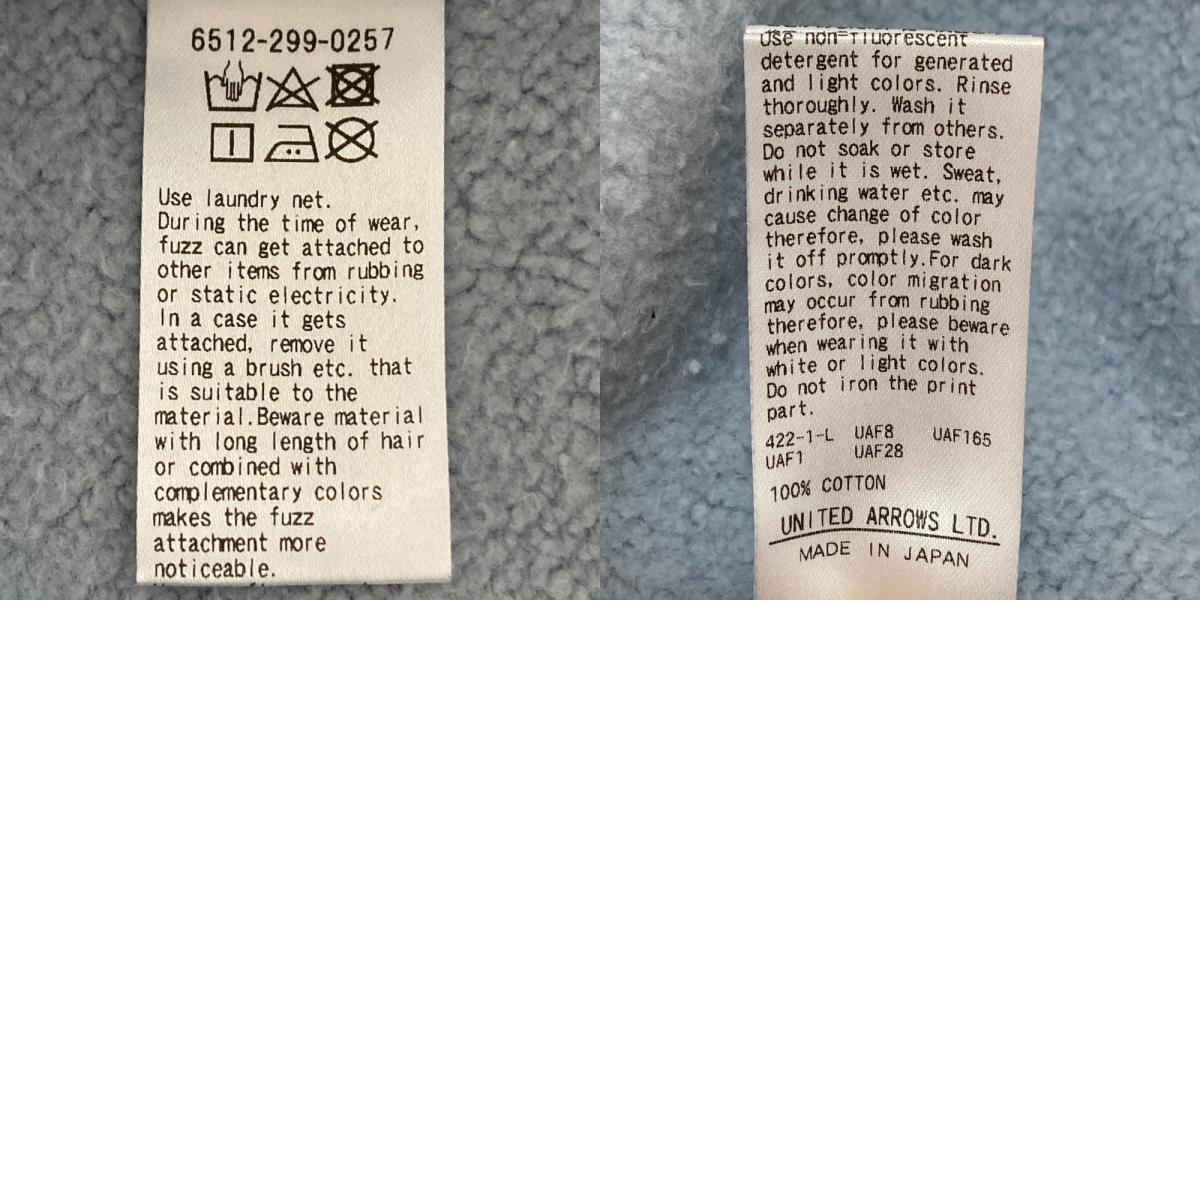 6512-299-0257
Use laundry net.
During the time of wear,
fuzz can get attached to
other items from rubbing
or static electricity.
In a case it gets
attached, remove it
using a brush etc. that
is suitable to the
material.Beware material
with long length of hair
or combined with
complementary colors
makes the fuzz
attachment more
noticeable.
Use non-fluorescent
detergent for generated
and light colors. Rinse
thoroughly. Wash it
separately from others.
Do not soak or store
while it is wet. Sweat,
drinking water etc. may
cause change of color
therefore, please wash
it off promptly.For dark
colors, color migration
may occur from rubbing
therefore, please beware
when wearing it with
white or light colors.
Do not iron the print
part.
422-1-L UAF8 UAF165
UAF1 UAF28
100% COTTON
UNITED ARROWS LTD.
MADE IN JAPAN